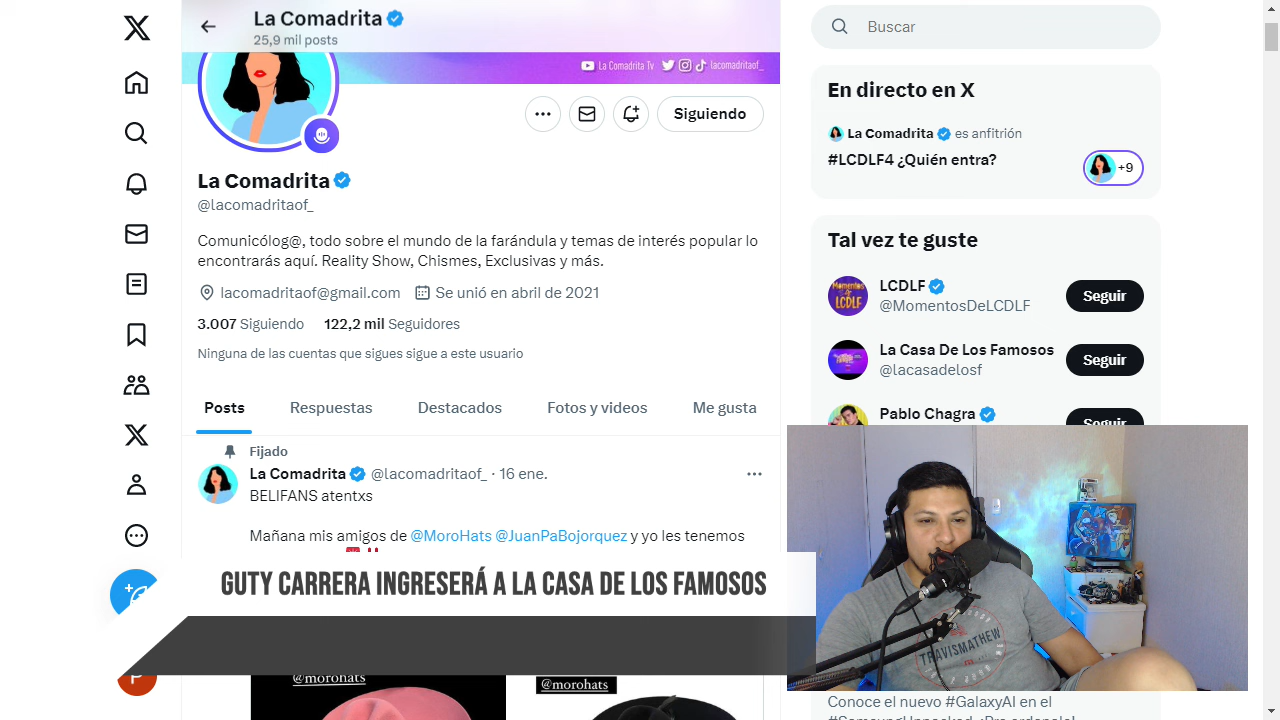 La Comadrita
25,9 mil posts
La Comadrita Tv lacomadritaof_
Siguiendo
La Comadrita
@lacomadritaof_
Comunicólog@, todo sobre el mundo de la farándula y temas de interés popular lo
encontrarás aquí. Reality Show, Chismes, Exclusivas y más.
lacomadritaof@gmail.com Se unió en abril de 2021
3.007 Siguiendo 122,2 mil Seguidores
Ninguna de las cuentas que sigues sigue a este usuario
Posts Respuestas Destacados Fotos y videos Me gusta
Fijado
La Comadrita @lacomadritaof_ · 16 ene.
BELIFANS atentxs
Mañana mis amigos de @MoroHats @JuanPaBojorquez y yo les tenemos
GUTY CARRERA INGRESERÁ A LA CASA DE LOS FAMOSOS
@morohats
@morohats
Buscar
En directo en X
La Comadrita es anfitrión
#LCDLF4 ¿Quién entra?
+9
Tal vez te guste
LCDLF
@MomentosDeLCDLF
Seguir
La Casa De Los Famosos
@lacasadelosf
Seguir
Pablo Chagra
Seguir
TRAVISMATHEW
Conoce el nuevo #GalaxyAI en el